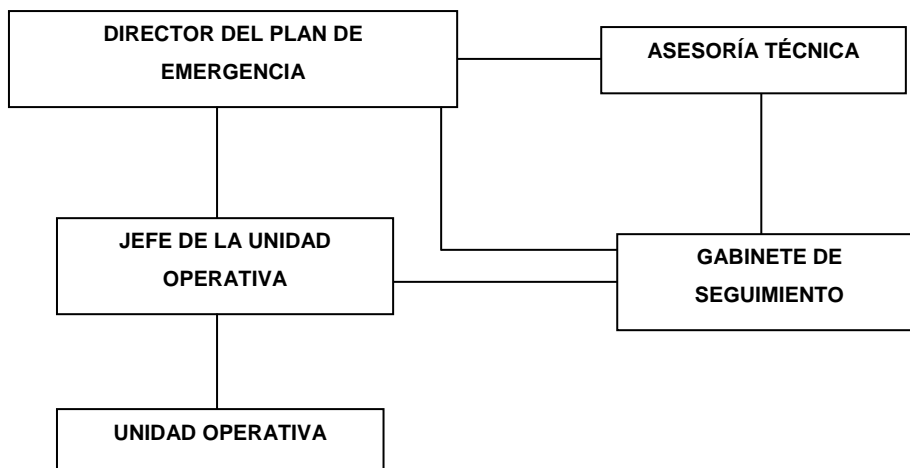 DIRECTOR DEL PLAN DE
EMERGENCIA
ASESORÍA TÉCNICA
JEFE DE LA UNIDAD
OPERATIVA
GABINETE DE
SEGUIMIENTO
UNIDAD OPERATIVA